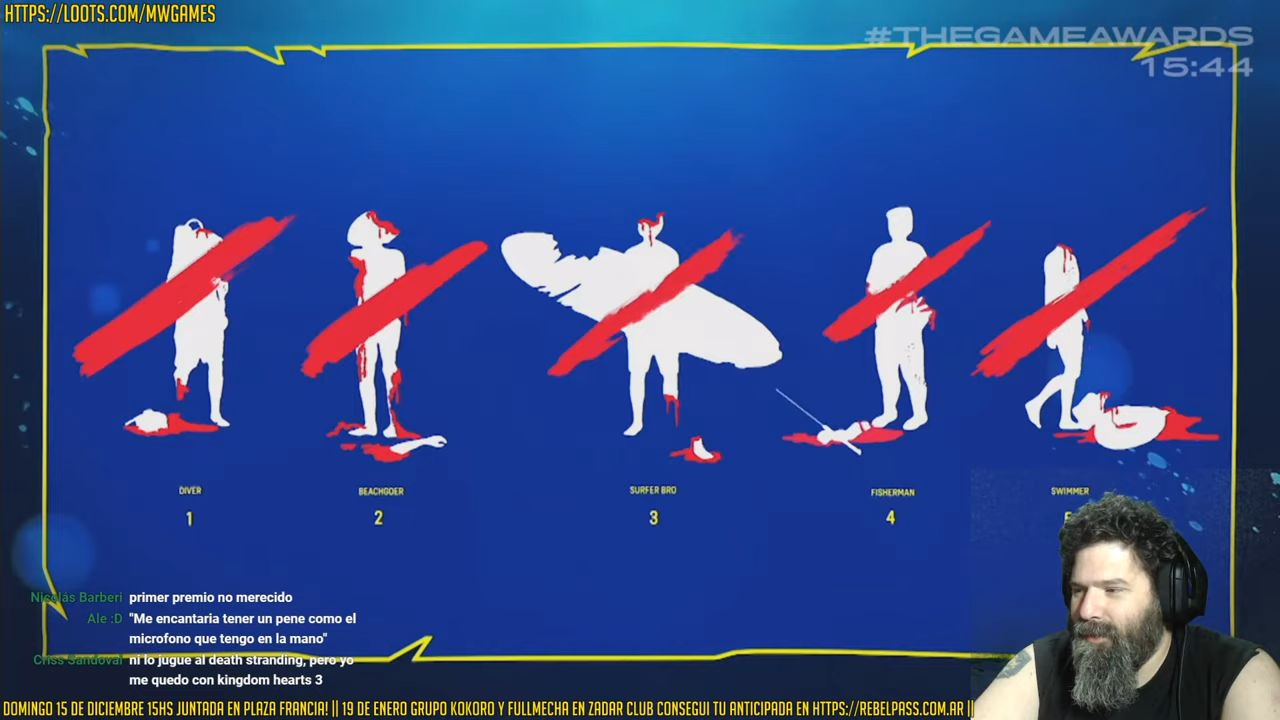 HTTPS://LOOTS.COM/MWGAMES
#THEGAMEAWARDS
15:44
DIVER
BEACHGOER
SURFER BRO
FISHERMAN
SWIMMER
1
2
3
4
Nicolás Barberi primer premio no merecido
Ale :D "Me encantaria tener un pene como el
microfono que tengo en la mano"
Criss Sandoval ni lo jugue al death stranding, pero yo
me quedo con kingdom hearts 3
DOMINGO 15 DE DICIEMBRE 15HS JUNTADA EN PLAZA FRANCIA! || 19 DE ENERO GRUPO KOKORO Y FULLMECHA EN ZADAR CLUB CONSEGUI TU ANTICIPADA EN HTTPS://REBELPASS.COM.AR ||